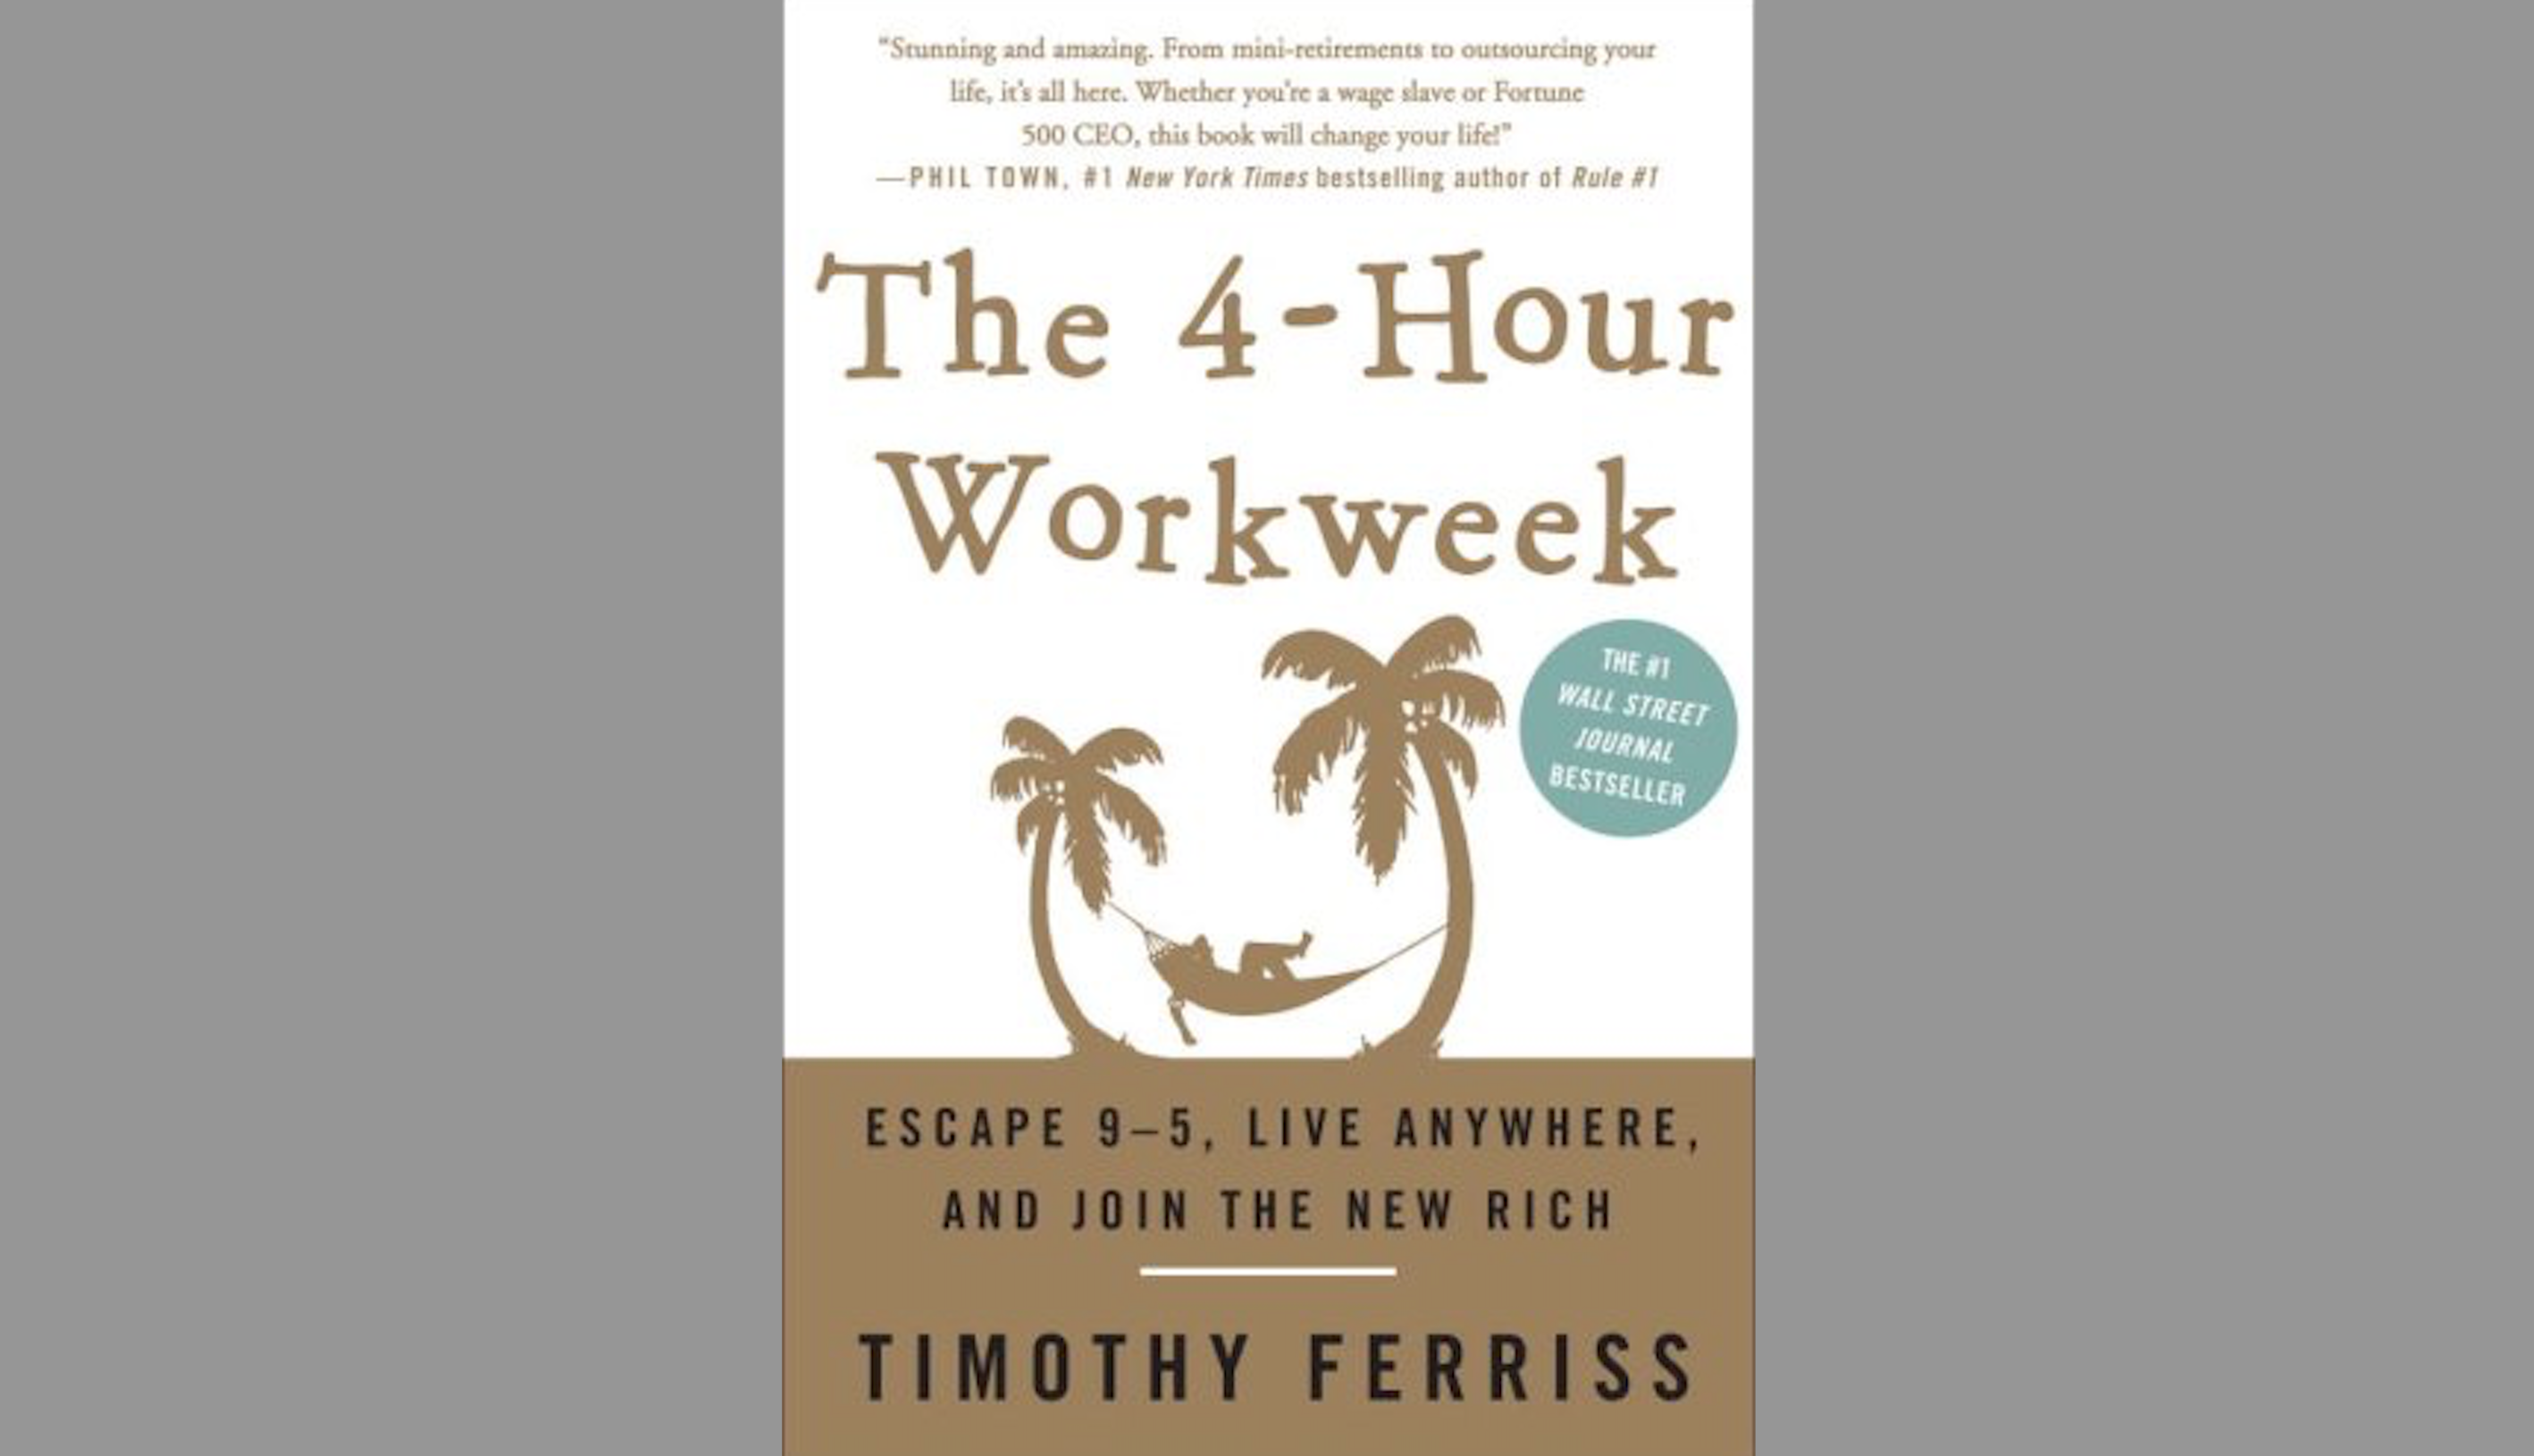 “Stunning and amazing. From mini-retirements to outsourcing your
life, it’s all here. Whether you’re a wage slave or Fortune
500 CEO, this book will change your life!”
—PHIL TOWN, #1 New York Times bestselling author of Rule #1
The 4-Hour
Workweek
THE #1
WALL STREET
JOURNAL
BESTSELLER
ESCAPE 9–5, LIVE ANYWHERE,
AND JOIN THE NEW RICH
TIMOTHY FERRISS